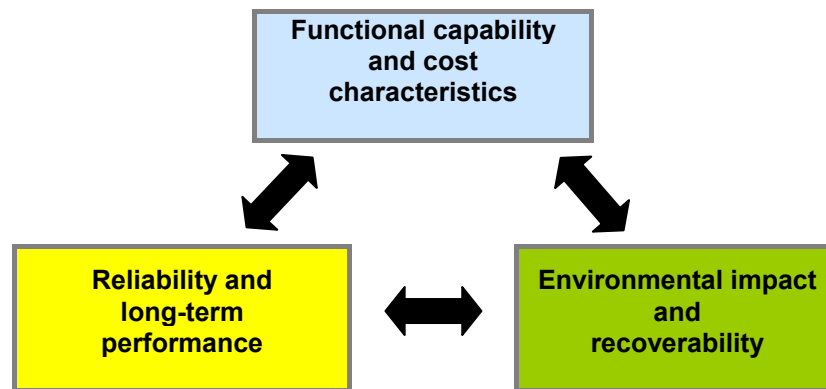 Functional capability
and cost
characteristics
Reliability and
long-term
performance
Environmental impact
and
recoverability